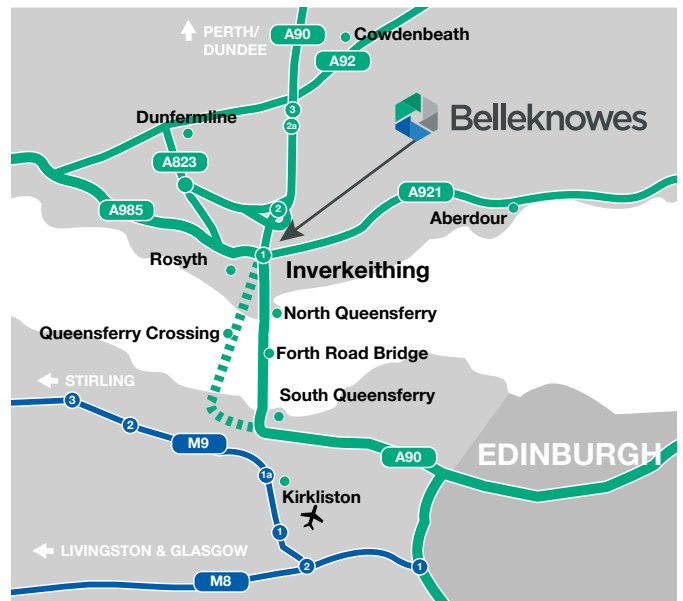 PERTH/
DUNDEE
A90
Cowdenbeath
A92
3
2a
Dunfermline
Belleknowes
A823
A921
2
A985
Aberdour
1
Rosyth
Inverkeithing
North Queensferry
Queensferry Crossing
Forth Road Bridge
STIRLING
South Queensferry
3
2
M9
A90
EDINBURGH
1a
Kirkliston
1
LIVINGSTON & GLASGOW
2
1
M8